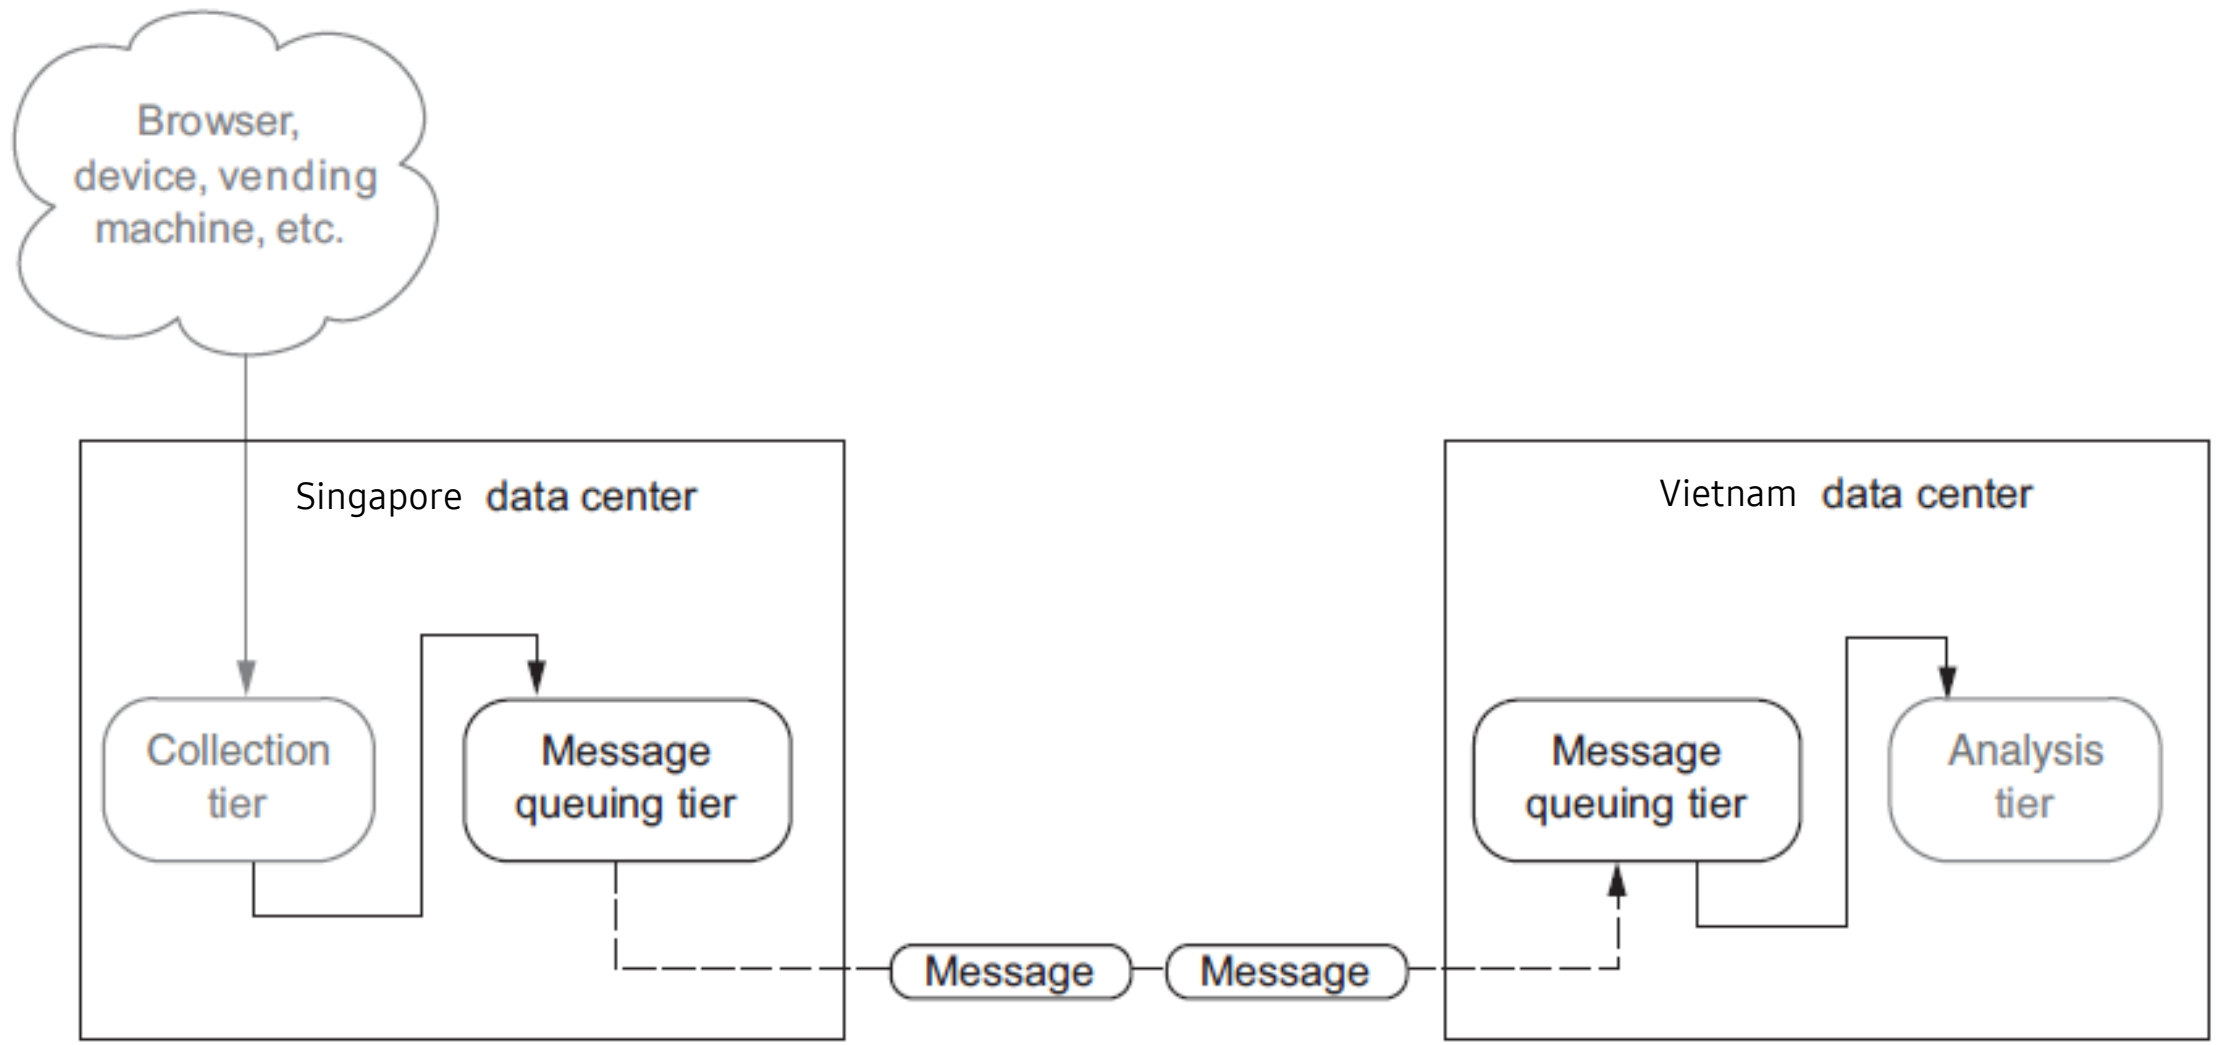 Browser,
device, vending
machine, etc.
Singapore data center
Collection
tier
Message
queuing tier
Message
Message
Vietnam data center
Message
queuing tier
Analysis
tier